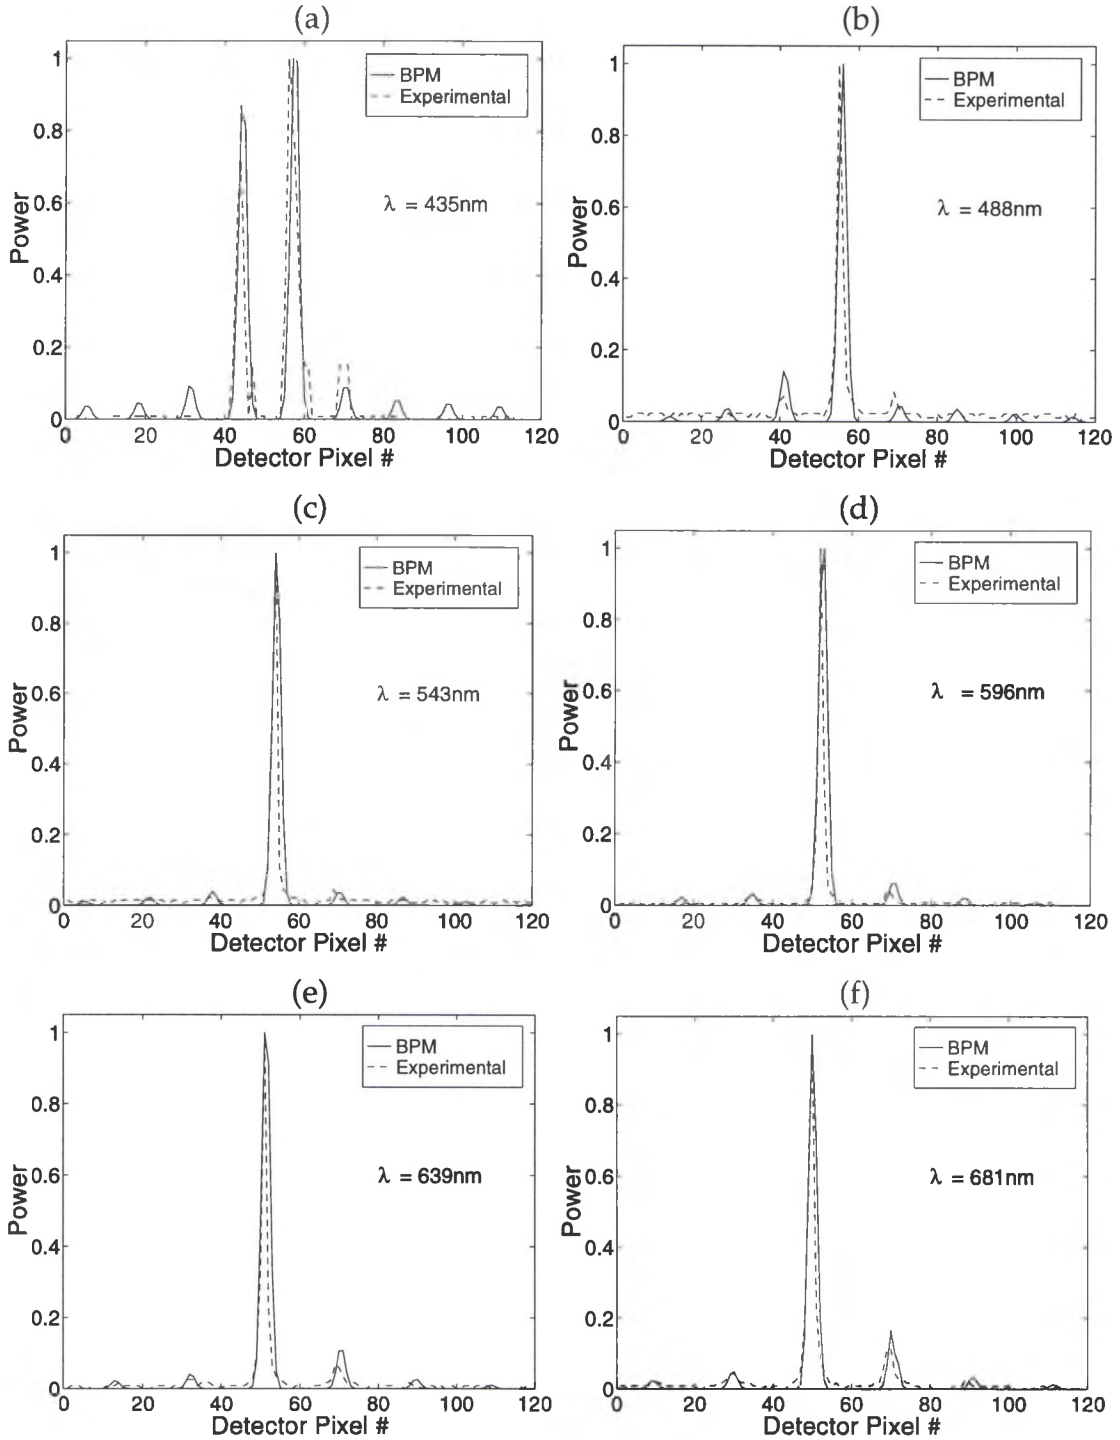 (a)
1
0.8
0.6
0.4
0.2
0
Power
BPM
Experimental
λ = 435nm
0 20 40 60 80 100 120
Detector Pixel #
(b)
1
0.8
0.6
0.4
0.2
0
Power
BPM
Experimental
λ = 488nm
0 20 40 60 80 100 120
Detector Pixel #
(c)
1
0.8
0.6
0.4
0.2
0
Power
BPM
Experimental
λ = 543nm
0 20 40 60 80 100 120
Detector Pixel #
(d)
1
0.8
0.6
0.4
0.2
0
Power
BPM
Experimental
λ = 596nm
0 20 40 60 80 100 120
Detector Pixel #
(e)
1
0.8
0.6
0.4
0.2
0
Power
BPM
Experimental
λ = 639nm
0 20 40 60 80 100 120
Detector Pixel #
(f)
1
0.8
0.6
0.4
0.2
0
Power
BPM
Experimental
λ = 681nm
0 20 40 60 80 100 120
Detector Pixel #